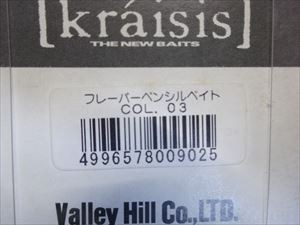 [kráisis]
THE NEW BAITS
フレーバーペンシルベイト
COL. 03
4996578009025
Valley Hill Co.,LTD.